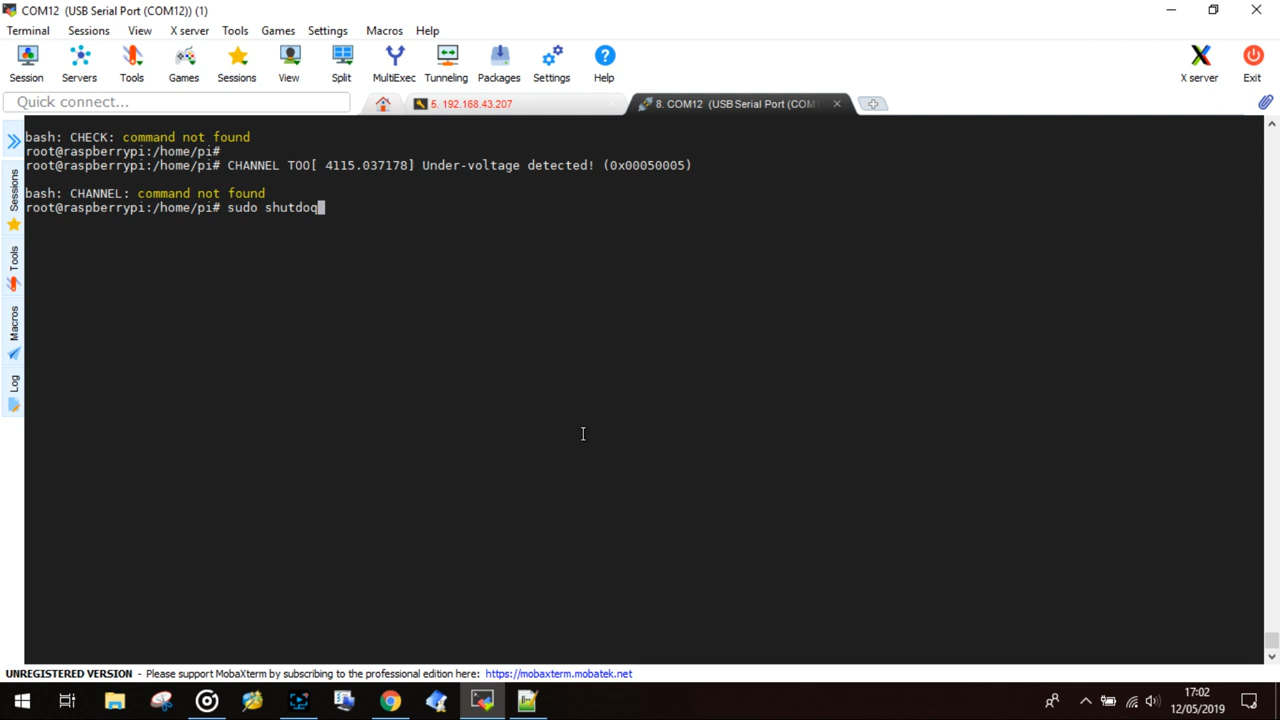 COM12 (USB Serial Port (COM12)) (1)
Terminal Sessions View X server Tools Games Settings Macros Help
Session Servers Tools Games Sessions View Split MultiExec Tunneling Packages Settings Help X server Exit
Quick connect...
5. 192.168.43.207
8. COM12 (USB Serial Port (COM
Sessions
Tools
Macros
Log
bash: CHECK: command not found
root@raspberrypi:/home/pi#
root@raspberrypi:/home/pi# CHANNEL TOO[ 4115.037178] Under-voltage detected! (0x00050005)
bash: CHANNEL: command not found
root@raspberrypi:/home/pi# sudo shutdoq
UNREGISTERED VERSION - Please support MobaXterm by subscribing to the professional edition here: https://mobaxterm.mobatek.net
17:02
12/05/2019